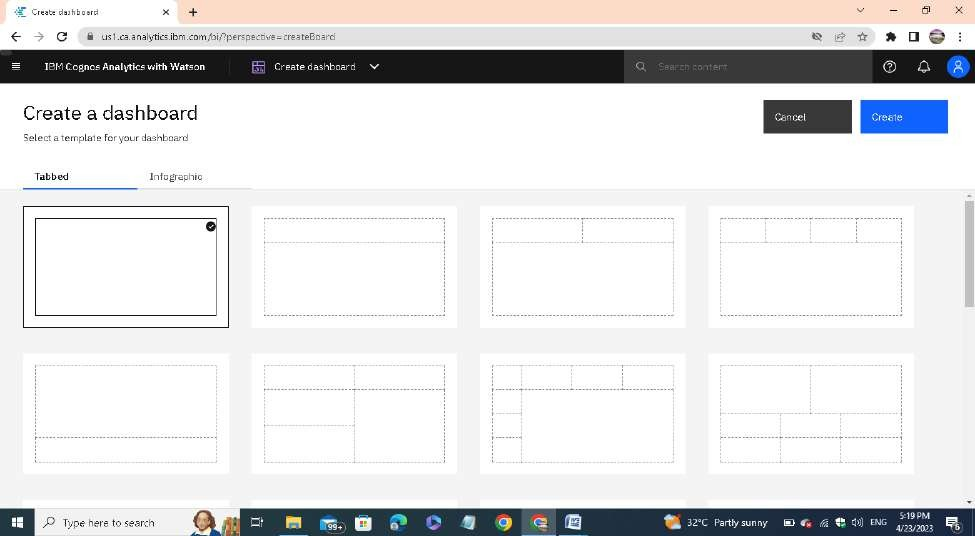 Create dashboard
us1.ca.analytics.ibm.com/bi/?perspective=createBoard
IBM Cognos Analytics with Watson
Create dashboard
Search content
Create a dashboard
Cancel
Create
Select a template for your dashboard
Tabbed
Infographic
Type here to search
99+
32°C Partly sunny
ENG
5:19 PM
4/23/2023